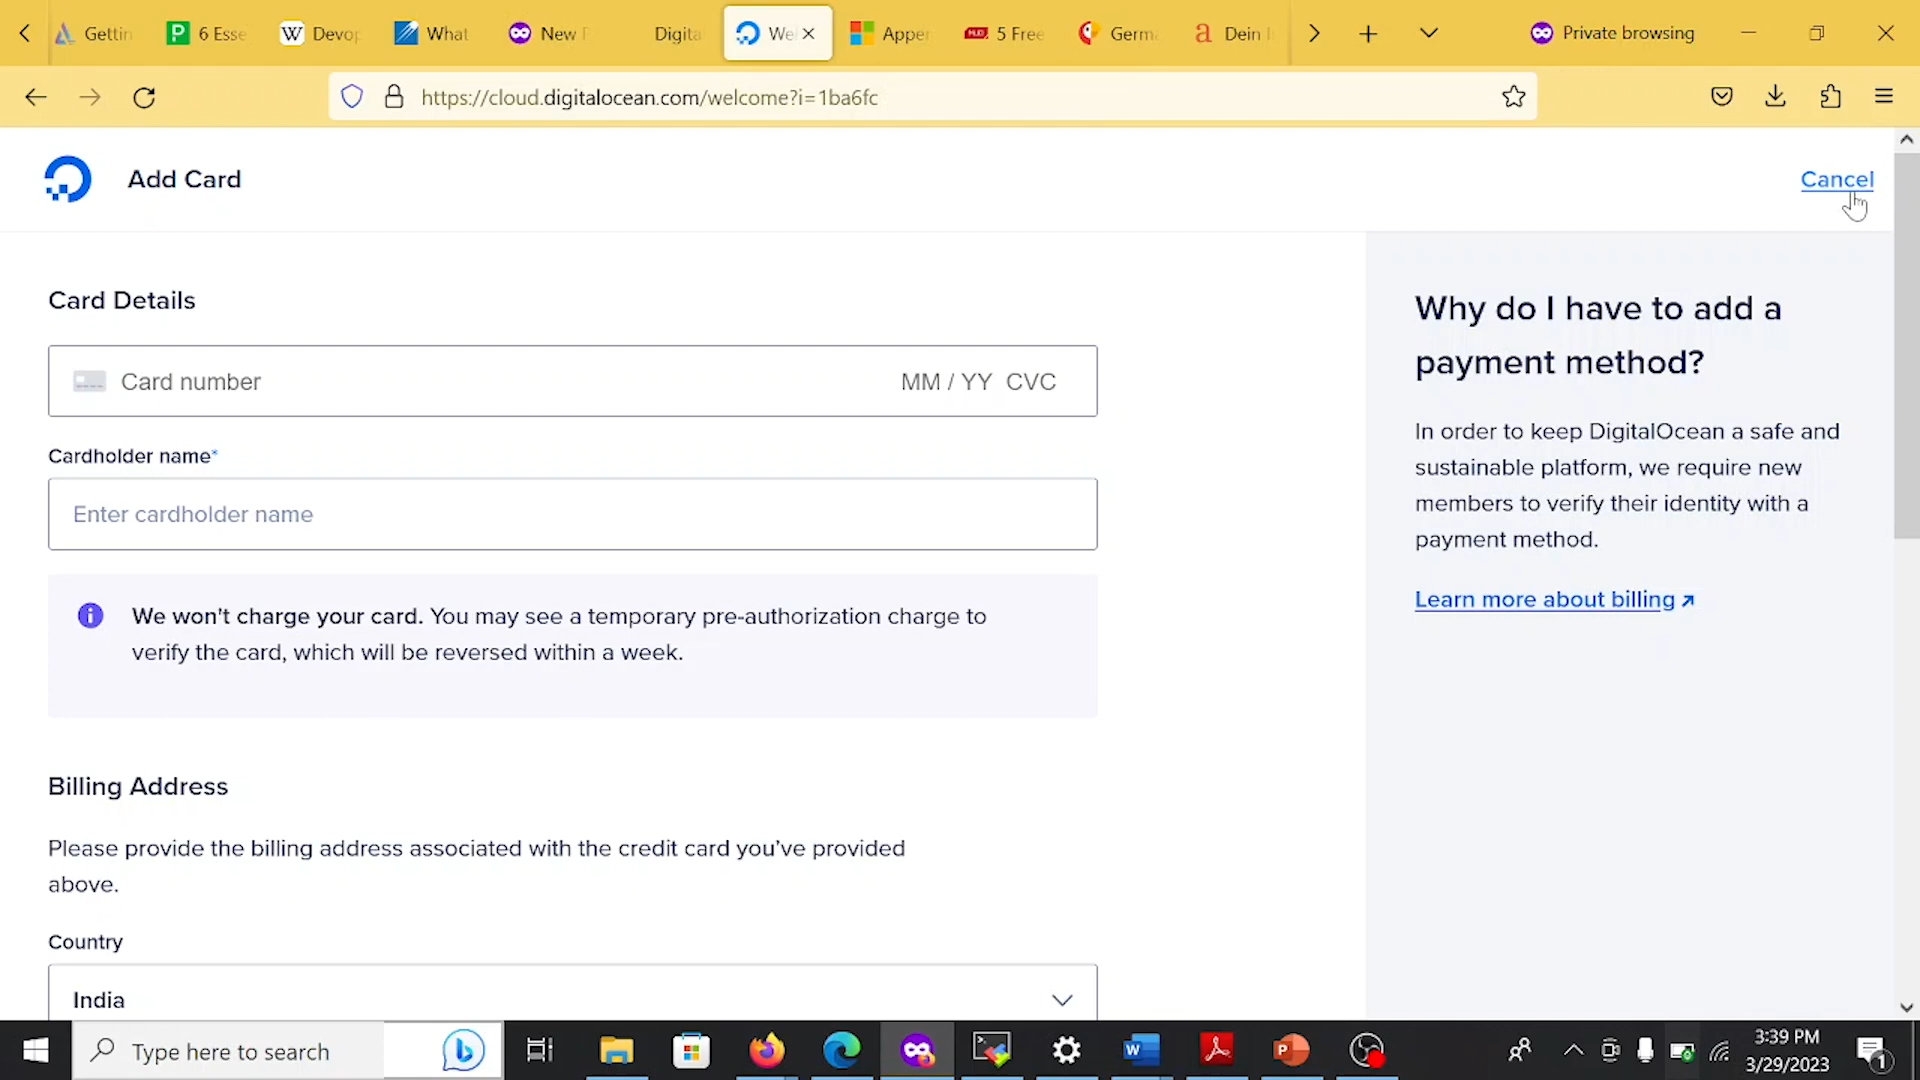 Gettin
6 Esse
Devop
What
New
Digita
We
Apper
5 Free
Germ
Dein
Private browsing
https://cloud.digitalocean.com/welcome?i=1ba6fc
Add Card
Cancel
Card Details
Card number
MM / YY CVC
Cardholder name*
Enter cardholder name
We won't charge your card. You may see a temporary pre-authorization charge to
verify the card, which will be reversed within a week.
Billing Address
Please provide the billing address associated with the credit card you've provided
above.
Country
India
Why do I have to add a
payment method?
In order to keep DigitalOcean a safe and
sustainable platform, we require new
members to verify their identity with a
payment method.
Learn more about billing
Type here to search
3:39 PM
3/29/2023
1